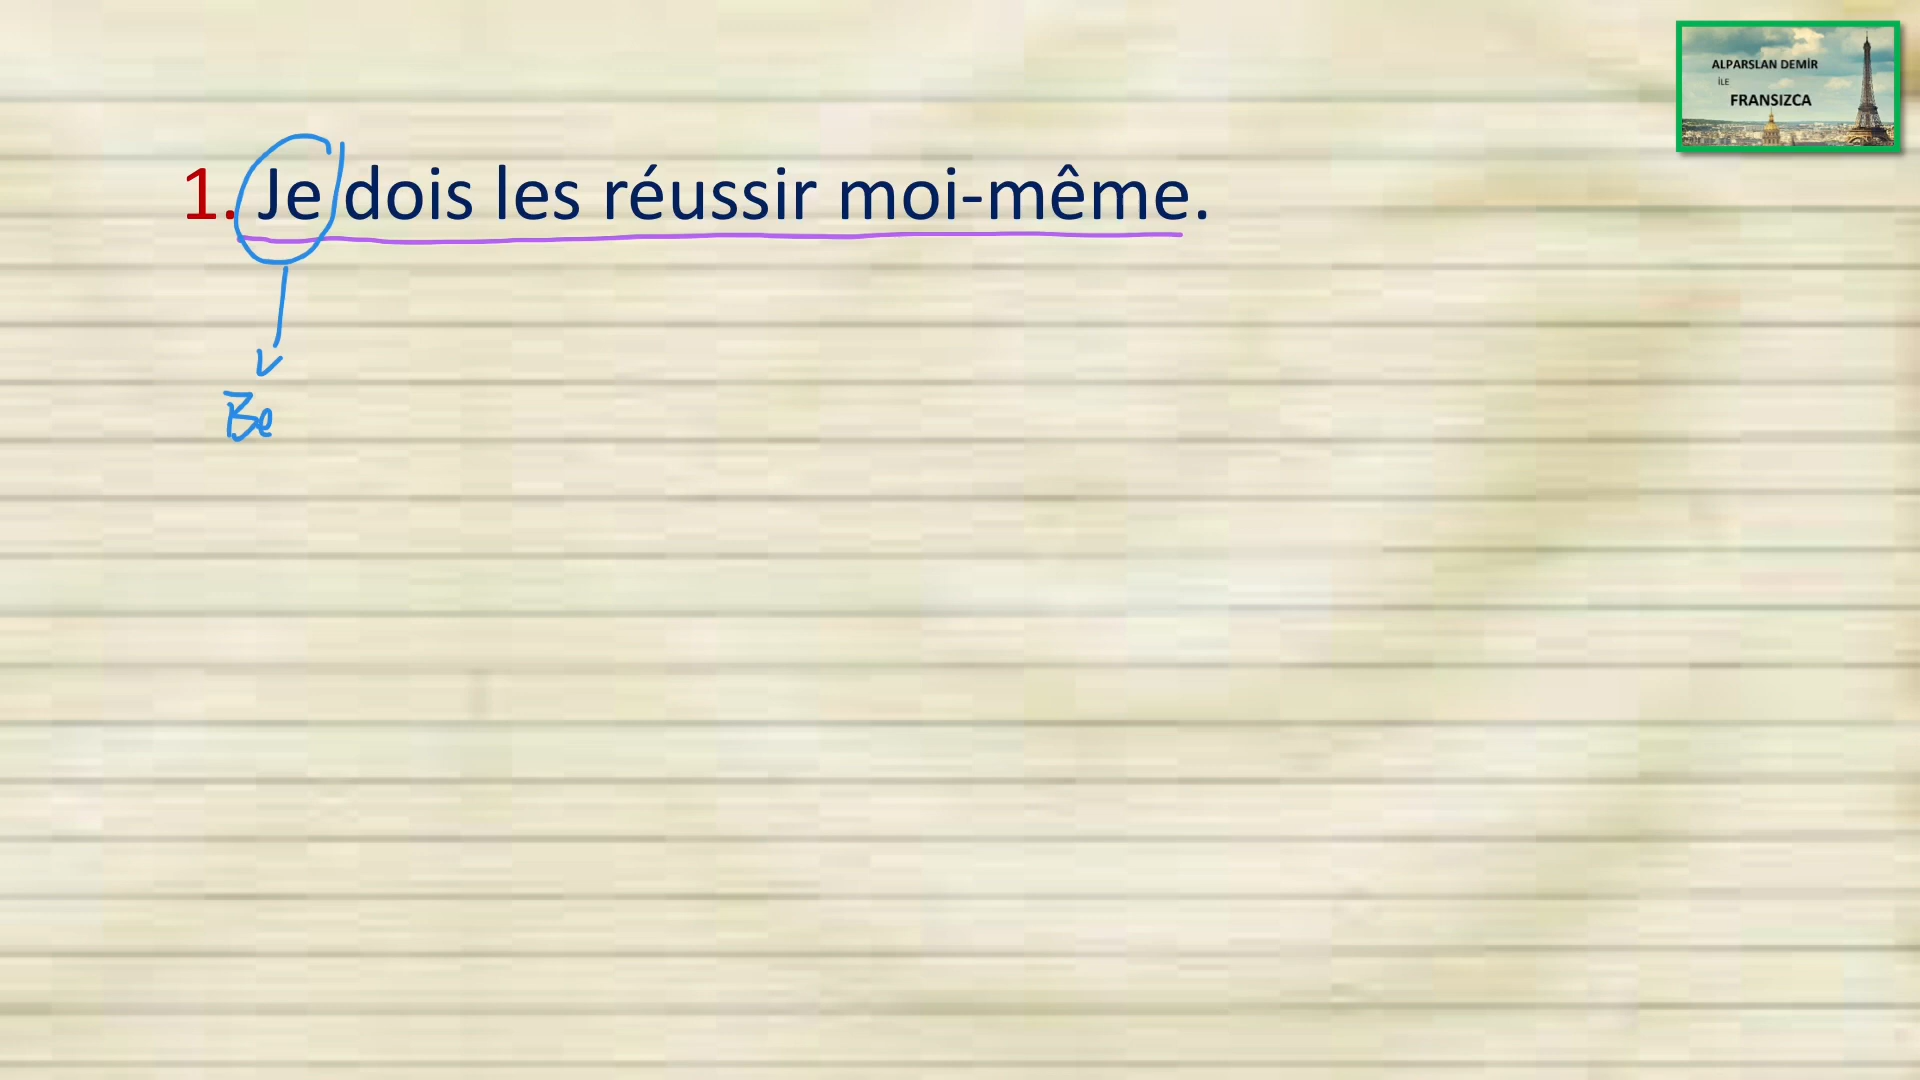 ALPARSLAN DEMİR
İLE
FRANSIZCA
1. Je dois les réussir moi-même.
Be